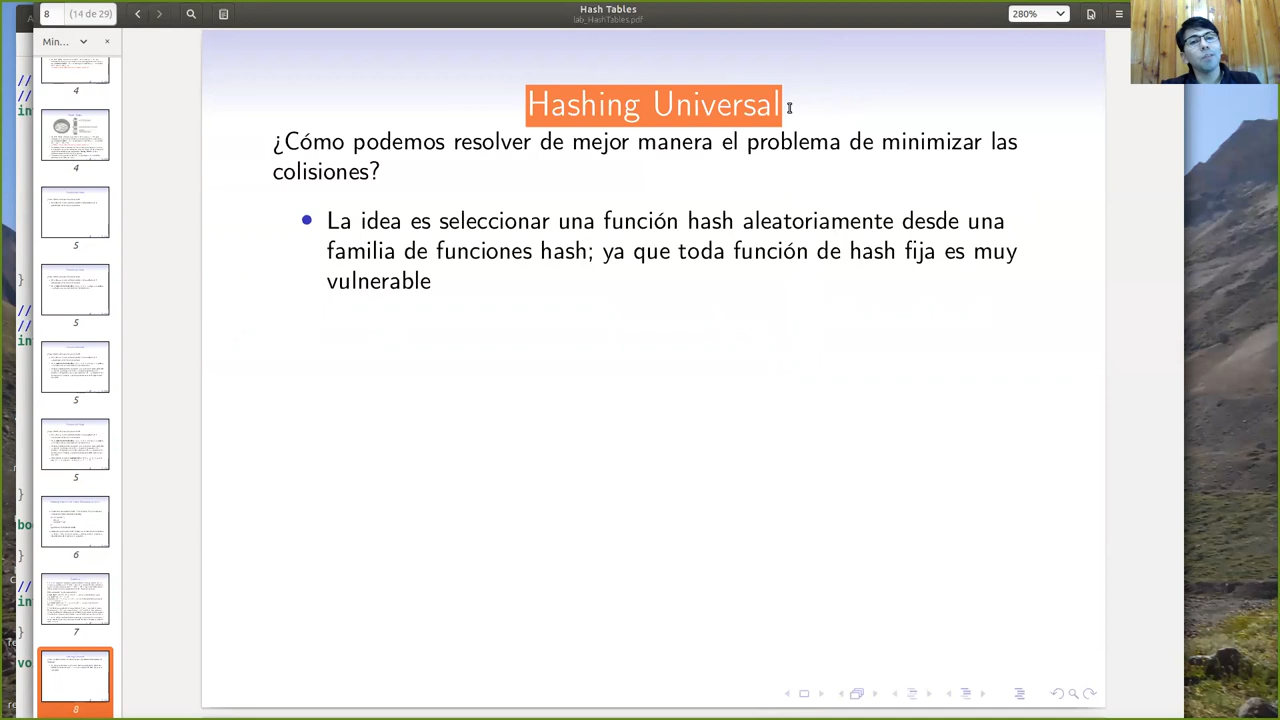 8 (14 de 29)
Hash Tables
lab_HashTables.pdf
280%
Min...
Hashing Universal
¿Cómo podemos resolver de mejor manera el problema de minimizar las
colisiones?
La idea es seleccionar una función hash aleatoriamente desde una
familia de funciones hash; ya que toda función de hash fija es muy
vulnerable
4
4
5
5
5
5
6
7
8